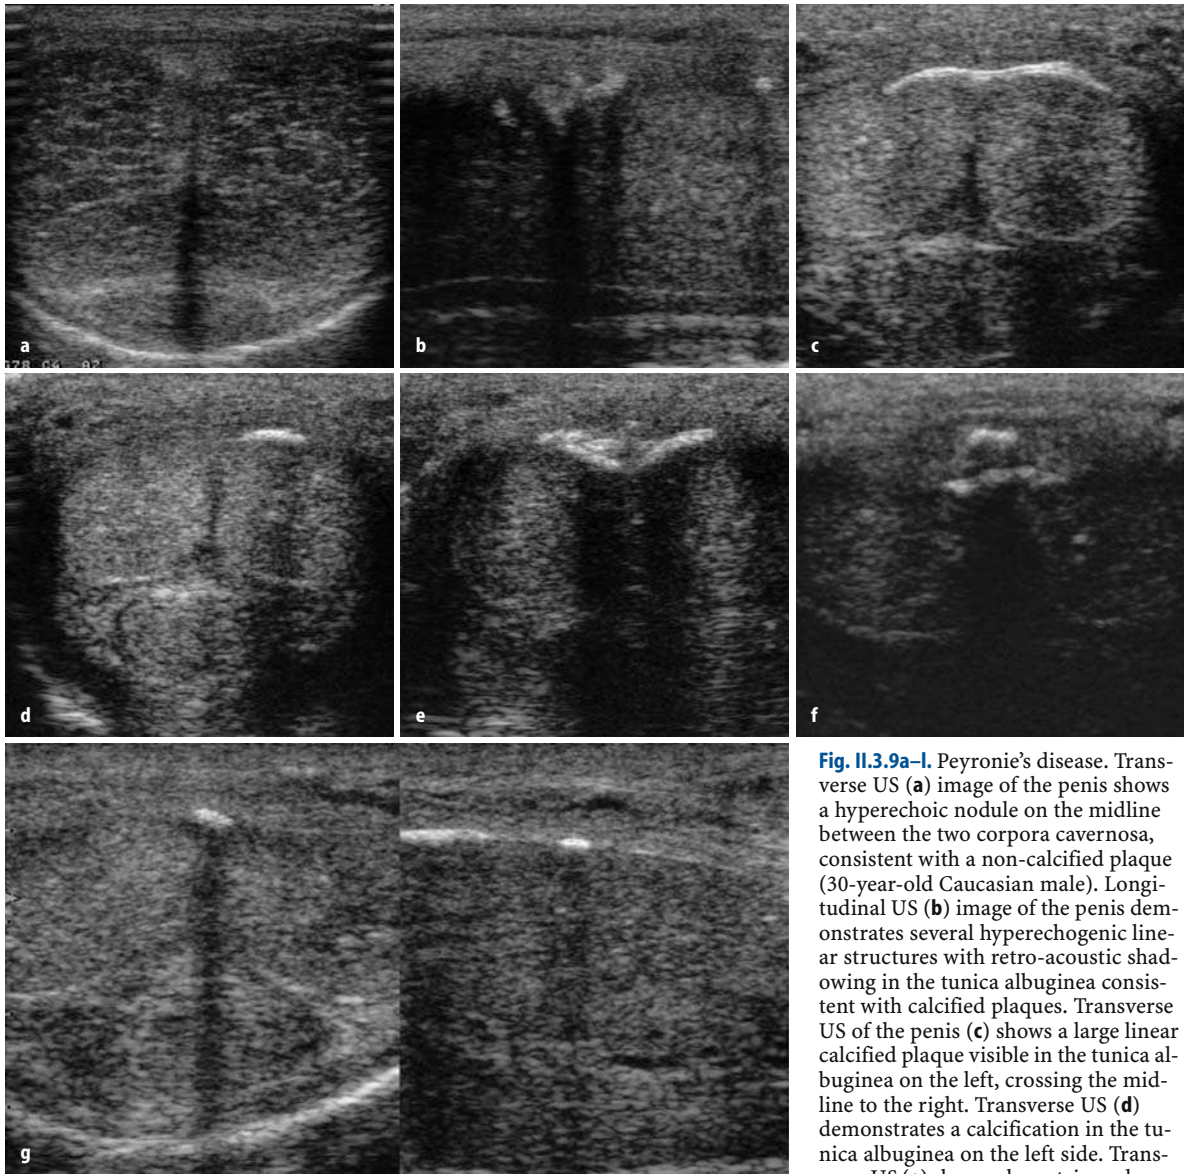 a
b
c
d
e
f
g
Fig. II.3.9a–l. Peyronie's disease. Trans-
verse US (a) image of the penis shows
a hyperechoic nodule on the midline
between the two corpora cavernosa,
consistent with a non-calcified plaque
(30-year-old Caucasian male). Longi-
tudinal US (b) image of the penis dem-
onstrates several hyperechogenic line-
ar structures with retro-acoustic shad-
owing in the tunica albuginea consis-
tent with calcified plaques. Transverse
US of the penis (c) shows a large linear
calcified plaque visible in the tunica al-
buginea on the left, crossing the mid-
line to the right. Transverse US (d)
demonstrates a calcification in the tu-
nica albuginea on the left side. Trans-